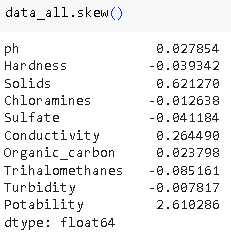 data_all.skew()
ph 0.027854
Hardness -0.039342
Solids 0.621270
Chloramines -0.012638
Sulfate -0.041184
Conductivity 0.264490
Organic_carbon 0.023798
Trihalomethanes -0.085161
Turbidity -0.007817
Potability 2.610286
dtype: float64